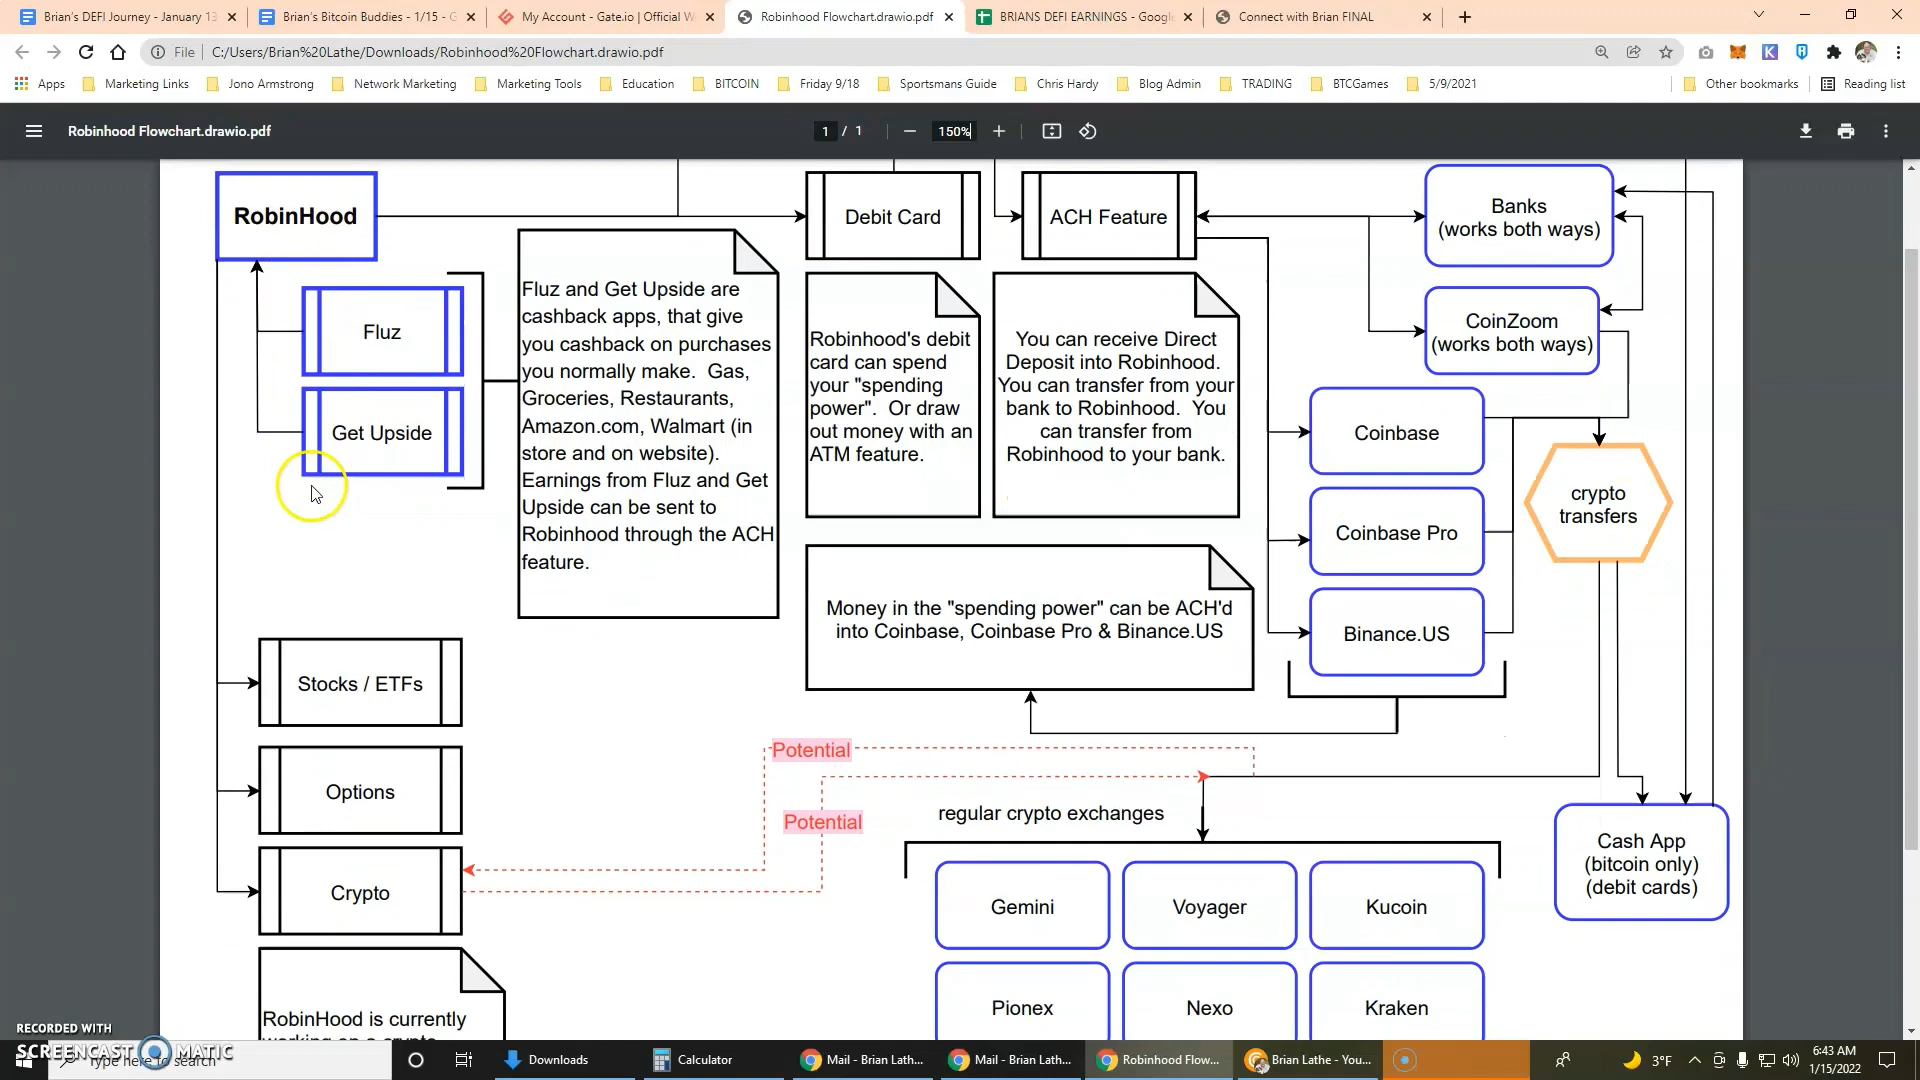 Brian's DEFI Journey - January 13
Brian's Bitcoin Buddies - 1/15 - G
My Account - Gate.io | Official W
Robinhood Flowchart.drawio.pdf
BRIANS DEFI EARNINGS - Google
Connect with Brian FINAL
File
C:/Users/Brian%20Lathe/Downloads/Robinhood%20Flowchart.drawio.pdf
Apps
Marketing Links
Jono Armstrong
Network Marketing
Marketing Tools
Education
BITCOIN
Friday 9/18
Sportsmans Guide
Chris Hardy
Blog Admin
TRADING
BTCGames
5/9/2021
Other bookmarks
Reading list
Robinhood Flowchart.drawio.pdf
1 / 1
150%
RobinHood
Debit Card
ACH Feature
Banks
(works both ways)
Fluz
Get Upside
Fluz and Get Upside are
cashback apps, that give
you cashback on purchases
you normally make. Gas,
Groceries, Restaurants,
Amazon.com, Walmart (in
store and on website).
Earnings from Fluz and Get
Upside can be sent to
Robinhood through the ACH
feature.
Robinhood's debit
card can spend
your "spending
power". Or draw
out money with an
ATM feature.
You can receive Direct
Deposit into Robinhood.
You can transfer from your
bank to Robinhood. You
can transfer from
Robinhood to your bank.
CoinZoom
(works both ways)
Coinbase
Coinbase Pro
Binance.US
crypto
transfers
Money in the "spending power" can be ACH'd
into Coinbase, Coinbase Pro & Binance.US
Stocks / ETFs
Options
Crypto
Potential
Potential
regular crypto exchanges
Cash App
(bitcoin only)
(debit cards)
Gemini
Voyager
Kucoin
Pionex
Nexo
Kraken
RobinHood is currently
working on a crypto
RECORDED WITH
SCREENCAST MATIC
Type here to search
Downloads
Calculator
Mail - Brian Lath...
Mail - Brian Lath...
Robinhood Flow...
Brian Lathe - You...
3°F
6:43 AM
1/15/2022